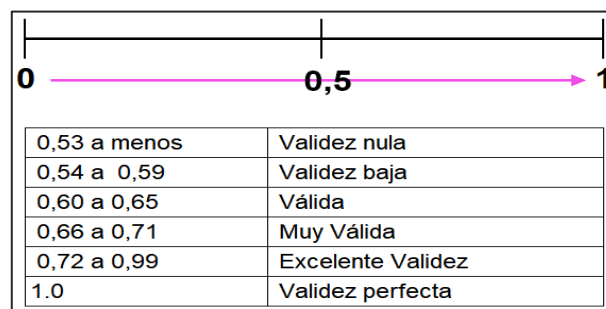 0 0,5 1
0,53 a menos Validez nula
0,54 a 0,59 Validez baja
0,60 a 0,65 Válida
0,66 a 0,71 Muy Válida
0,72 a 0,99 Excelente Validez
1.0 Validez perfecta